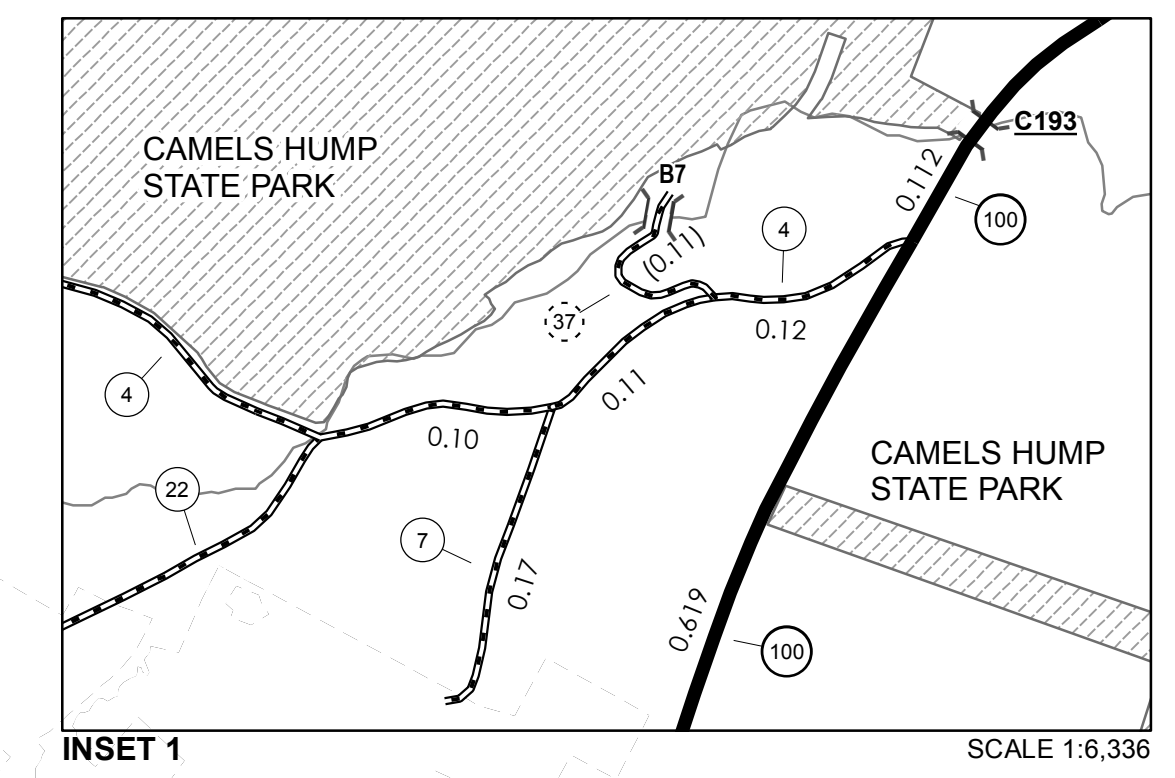 CAMELS HUMP
STATE PARK
B7
C193
0.112
100
4
(0.11)
37
0.12
4
0.11
0.10
CAMELS HUMP
STATE PARK
22
7
0.17
0.619
100
INSET 1
SCALE 1:6,336